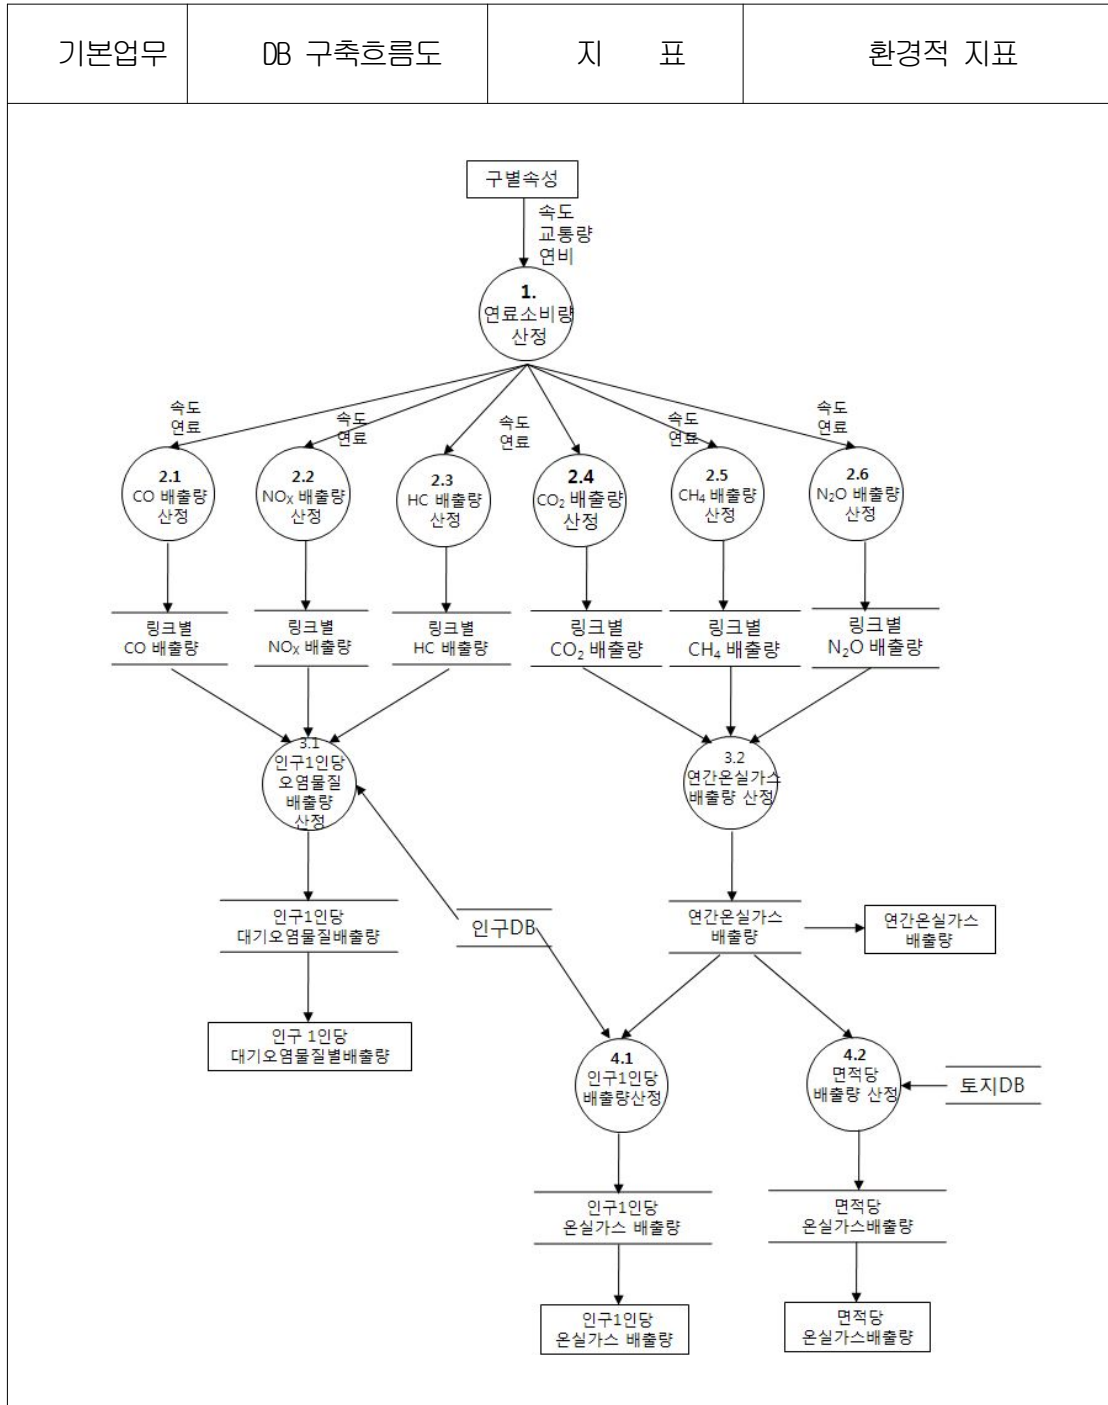 기본업무
DB 구축흐름도
지 표
환경적 지표
구별속성
속도
교통량
연비
1.
연료소비량
산정
속도
연료
속도
연료
속도
연료
속도
연료
속도
연료
2.1
CO 배출량
산정
2.2
NOX 배출량
산정
2.3
HC 배출량
산정
2.4
CO2 배출량
산정
2.5
CH4 배출량
산정
2.6
N2O 배출량
산정
링크별
CO 배출량
링크별
NOX 배출량
링크별
HC 배출량
링크별
CO2 배출량
링크별
CH4 배출량
링크별
N2O 배출량
3.1
인구1인당
오염물질
배출량
산정
3.2
연간온실가스
배출량 산정
인구1인당
대기오염물질배출량
인구DB
연간온실가스
배출량
연간온실가스
배출량
인구 1인당
대기오염물질별배출량
4.1
인구1인당
배출량산정
4.2
면적당
배출량 산정
토지DB
인구1인당
온실가스 배출량
면적당
온실가스배출량
인구1인당
온실가스 배출량
면적당
온실가스배출량